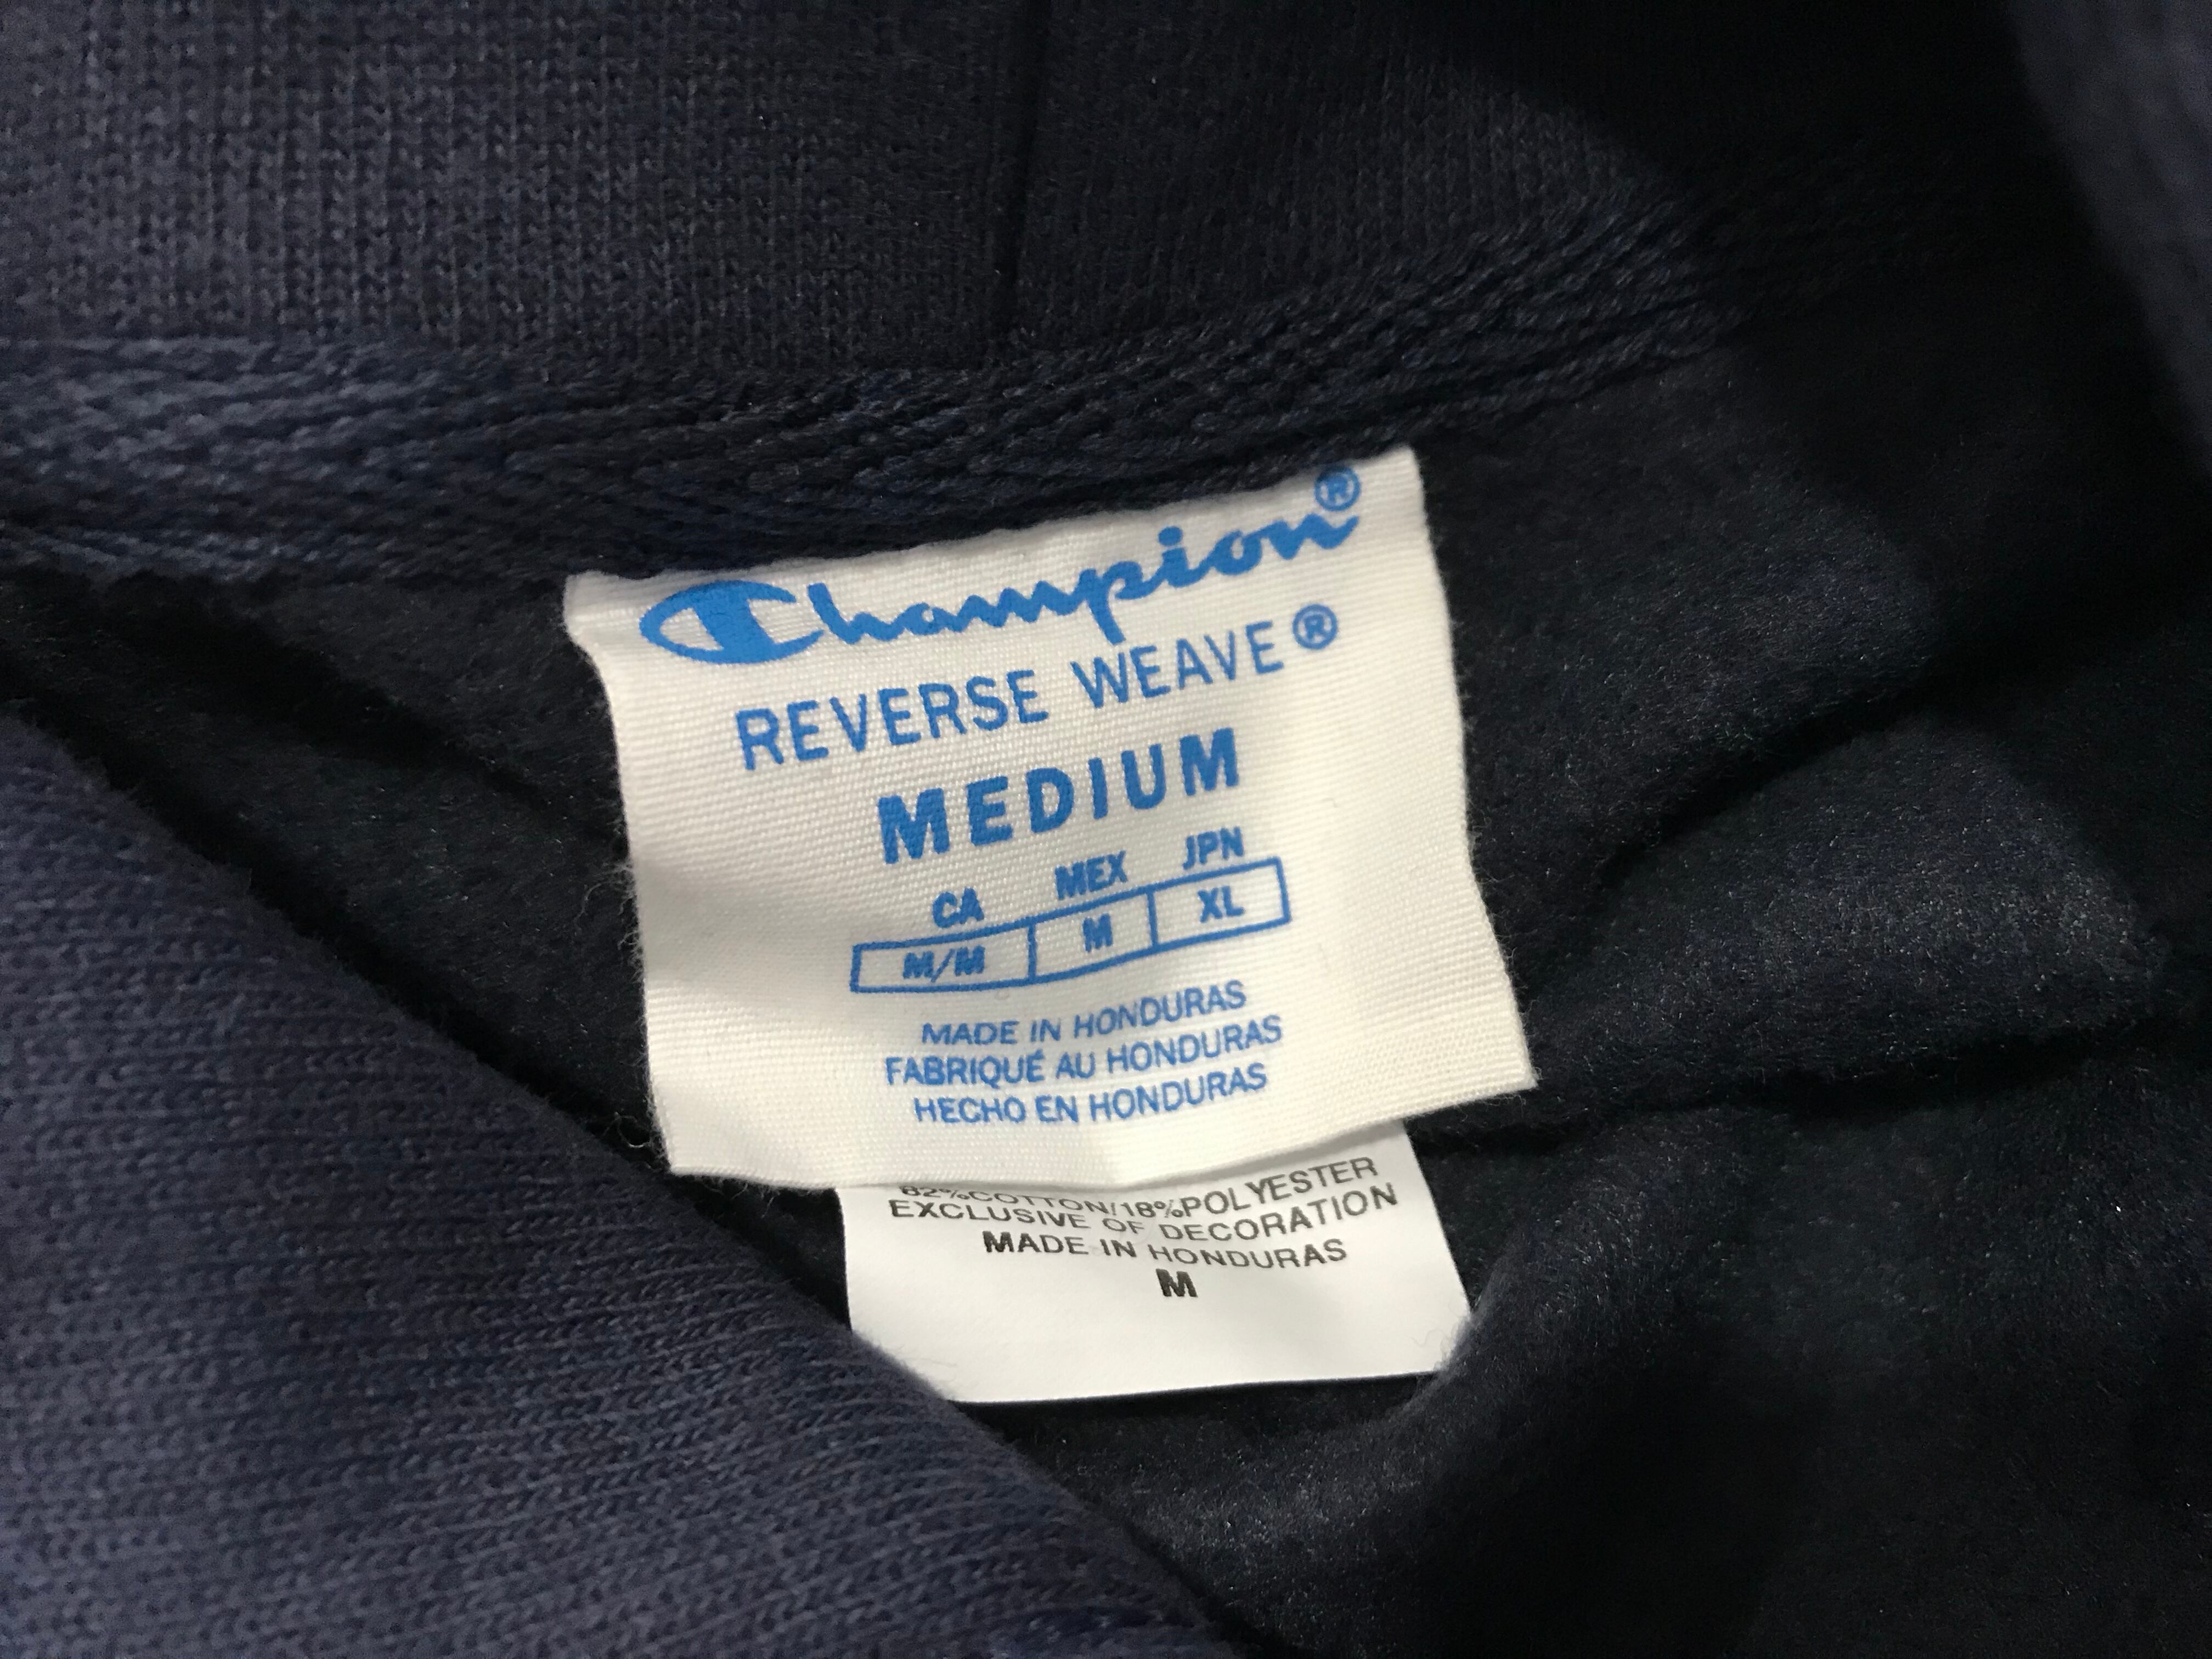 Champion®
REVERSE WEAVE®
MEDIUM
CA MEX JPN
M/M M XL
MADE IN HONDURAS
FABRIQUÉ AU HONDURAS
HECHO EN HONDURAS
82%COTTON/18%POLYESTER
EXCLUSIVE OF DECORATION
MADE IN HONDURAS
M